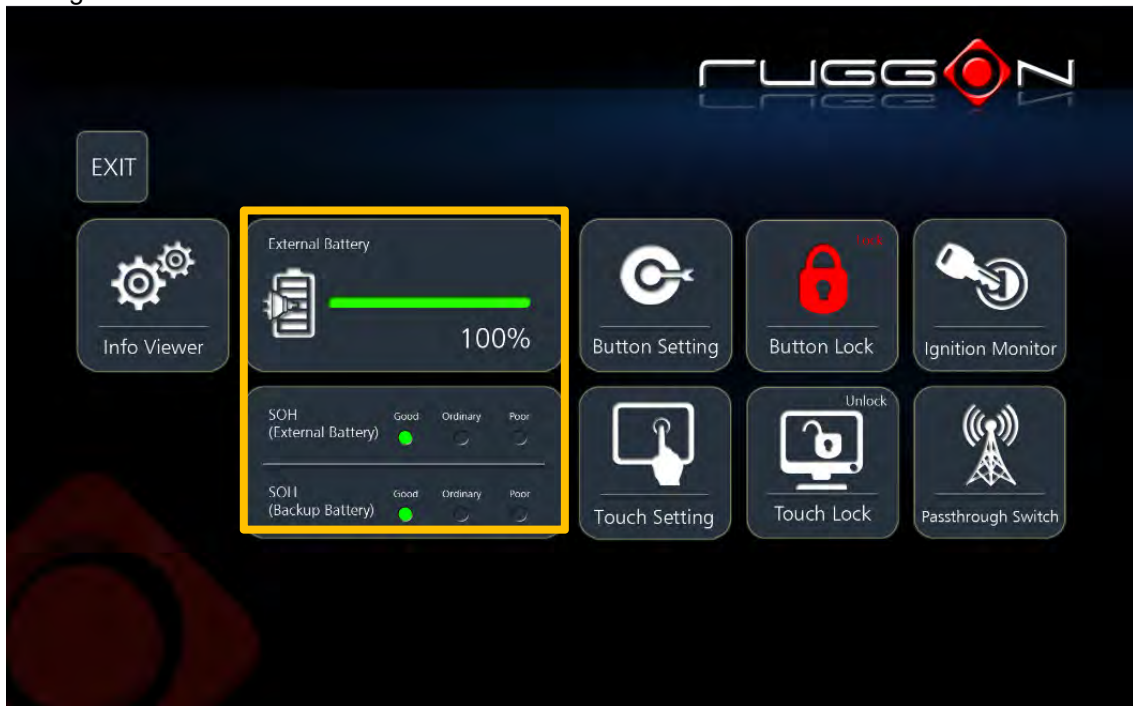 RUGGON
EXIT
Info Viewer
External Battery
100%
SOH
(External Battery)
Good Ordinary Poor
SOH
(Backup Battery)
Good Ordinary Poor
Button Setting
Lock
Button Lock
Ignition Monitor
Touch Setting
Unlock
Touch Lock
Passthrough Switch